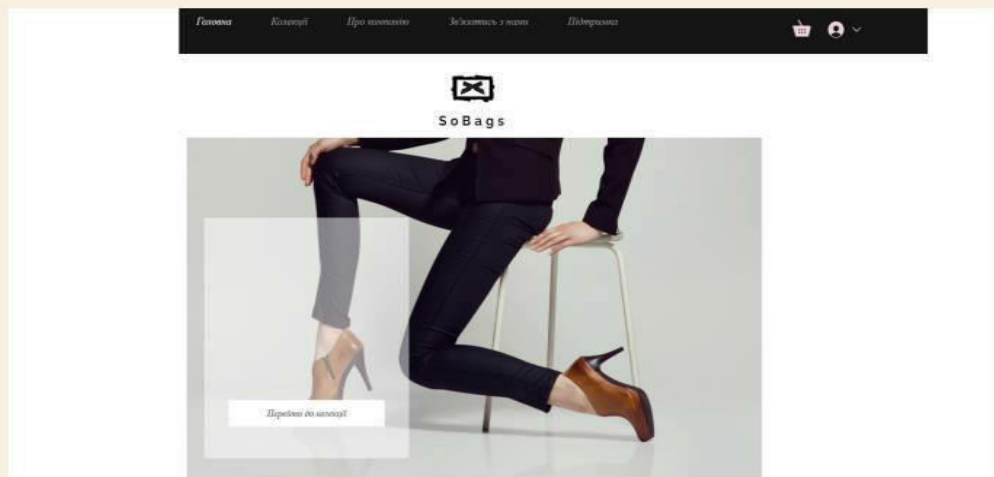 Головна Колекції Про компанію Зв'язатись з нами Підтримка
SoBags
Перейти до колекції